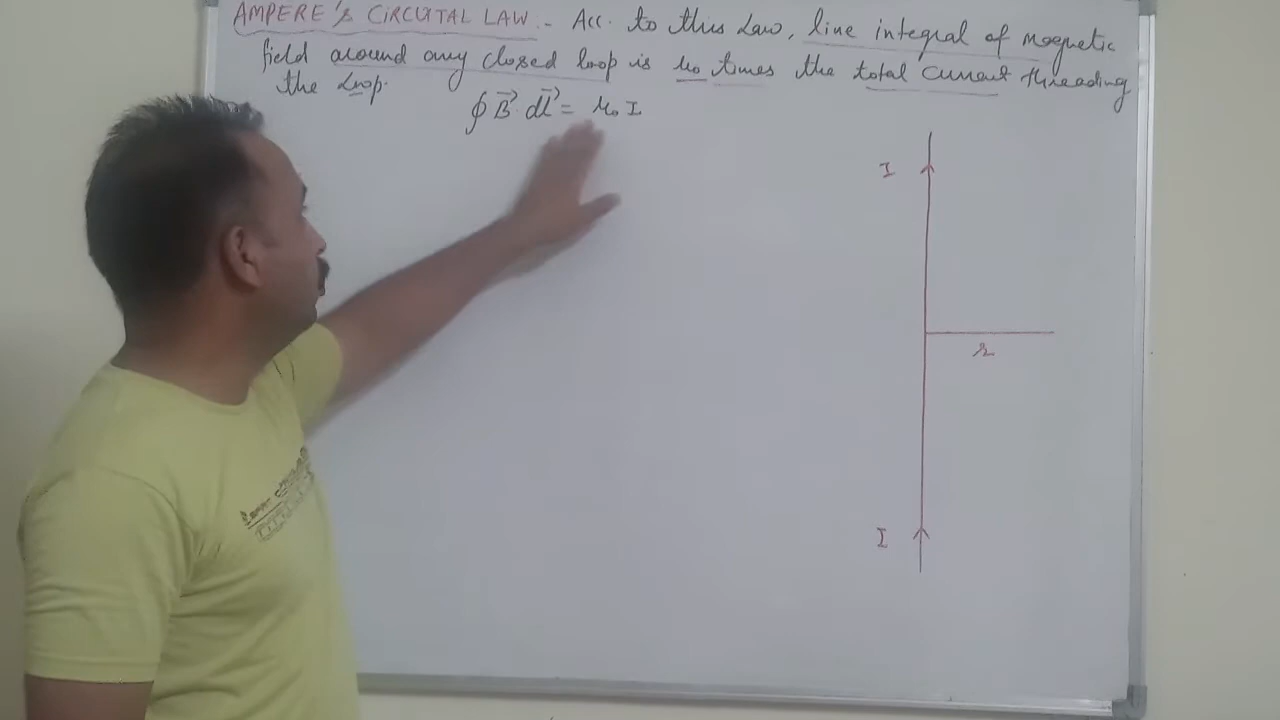 AMPERE'S CIRCUITAL LAW.- Acc. to this Law, line integral of magnetic
field around any closed loop is μ₀ times the total current threading
the Loop.
∮ B⃗ dl⃗ = μ₀ I
I
r
I